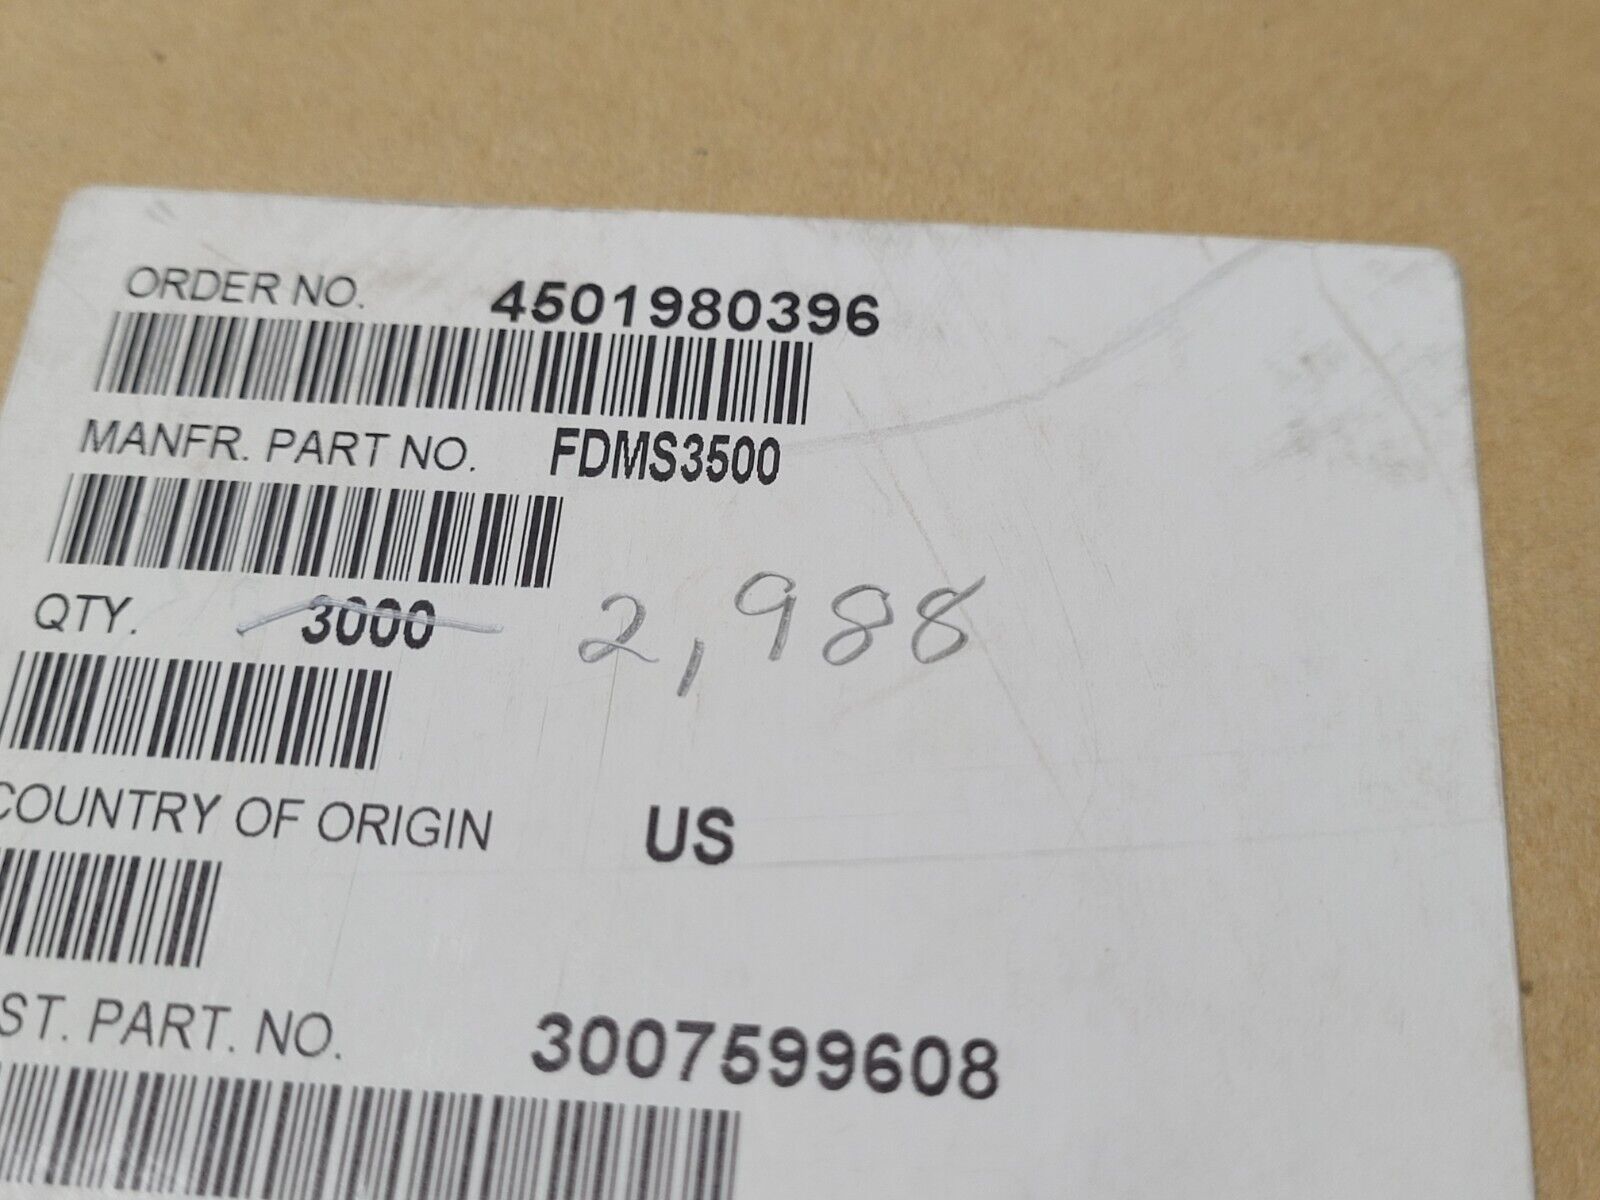 ORDER NO. 4501980396
MANFR. PART NO. FDMS3500
QTY. 3000 2,988
COUNTRY OF ORIGIN US
ST. PART. NO. 3007599608